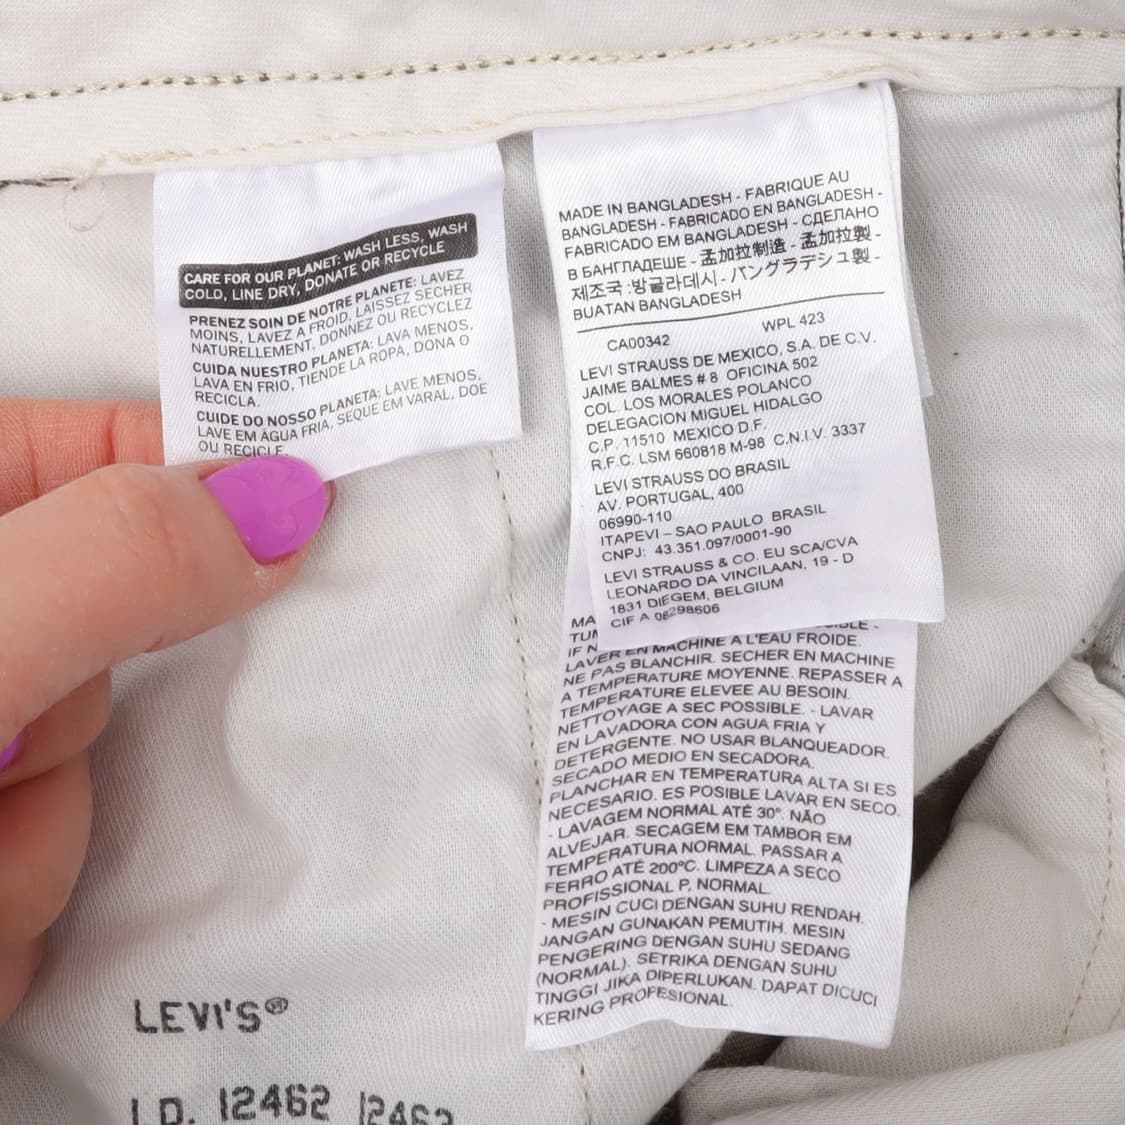 CARE FOR OUR PLANET: WASH LESS, WASH
COLD, LINE DRY, DONATE OR RECYCLE
PRENEZ SOIN DE NOTRE PLANETE: LAVEZ
MOINS, LAVEZ A FROID, LAISSEZ SECHER
NATURELLEMENT, DONNEZ OU RECYCLEZ
CUIDA NUESTRO PLANETA: LAVA MENOS,
LAVA EN FRIO, TIENDE LA ROPA, DONA O
RECICLA.
CUIDE DO NOSSO PLANETA: LAVE MENOS,
LAVE EM ÁGUA FRIA, SEQUE EM VARAL, DOE
OU RECICLE.
MADE IN BANGLADESH - FABRIQUE AU
BANGLADESH - FABRICADO EN BANGLADESH -
FABRICADO EM BANGLADESH - СДЕЛАНО
В БАНГЛАДЕШЕ - 孟加拉制造 - 孟加拉製 -
제조국 :방글라데시 - バングラデシュ製 -
BUATAN BANGLADESH
CA00342 WPL 423
LEVI STRAUSS DE MEXICO, S.A. DE C.V.
JAIME BALMES # 8 OFICINA 502
COL. LOS MORALES POLANCO
DELEGACION MIGUEL HIDALGO
C.P. 11510 MEXICO D.F.
R.F.C. LSM 660818 M-98 C.N.I.V. 3337
LEVI STRAUSS DO BRASIL
AV. PORTUGAL, 400
06990-110
ITAPEVI – SAO PAULO BRASIL
CNPJ: 43.351.097/0001-90
LEVI STRAUSS & CO. EU SCA/CVA
LEONARDO DA VINCILAAN, 19 - D
1831 DIEGEM, BELGIUM
CIF A 08298606
IF
LAVER EN MACHINE A L'EAU FROIDE.
NE PAS BLANCHIR. SECHER EN MACHINE
A TEMPERATURE MOYENNE. REPASSER A
TEMPERATURE ELEVEE AU BESOIN.
NETTOYAGE A SEC POSSIBLE. - LAVAR
EN LAVADORA CON AGUA FRIA Y
DETERGENTE. NO USAR BLANQUEADOR.
SECADO MEDIO EN SECADORA.
PLANCHAR EN TEMPERATURA ALTA SI ES
NECESARIO. ES POSIBLE LAVAR EN SECO.
- LAVAGEM NORMAL ATÉ 30°. NÃO
ALVEJAR. SECAGEM EM TAMBOR EM
TEMPERATURA NORMAL. PASSAR A
FERRO ATÉ 200ºC. LIMPEZA A SECO
PROFISSIONAL P, NORMAL.
- MESIN CUCI DENGAN SUHU RENDAH.
JANGAN GUNAKAN PEMUTIH. MESIN
PENGERING DENGAN SUHU SEDANG
(NORMAL). SETRIKA DENGAN SUHU
TINGGI JIKA DIPERLUKAN. DAPAT DICUCI
KERING PROFESIONAL.
LEVI'S®
I.D. 12462 12462